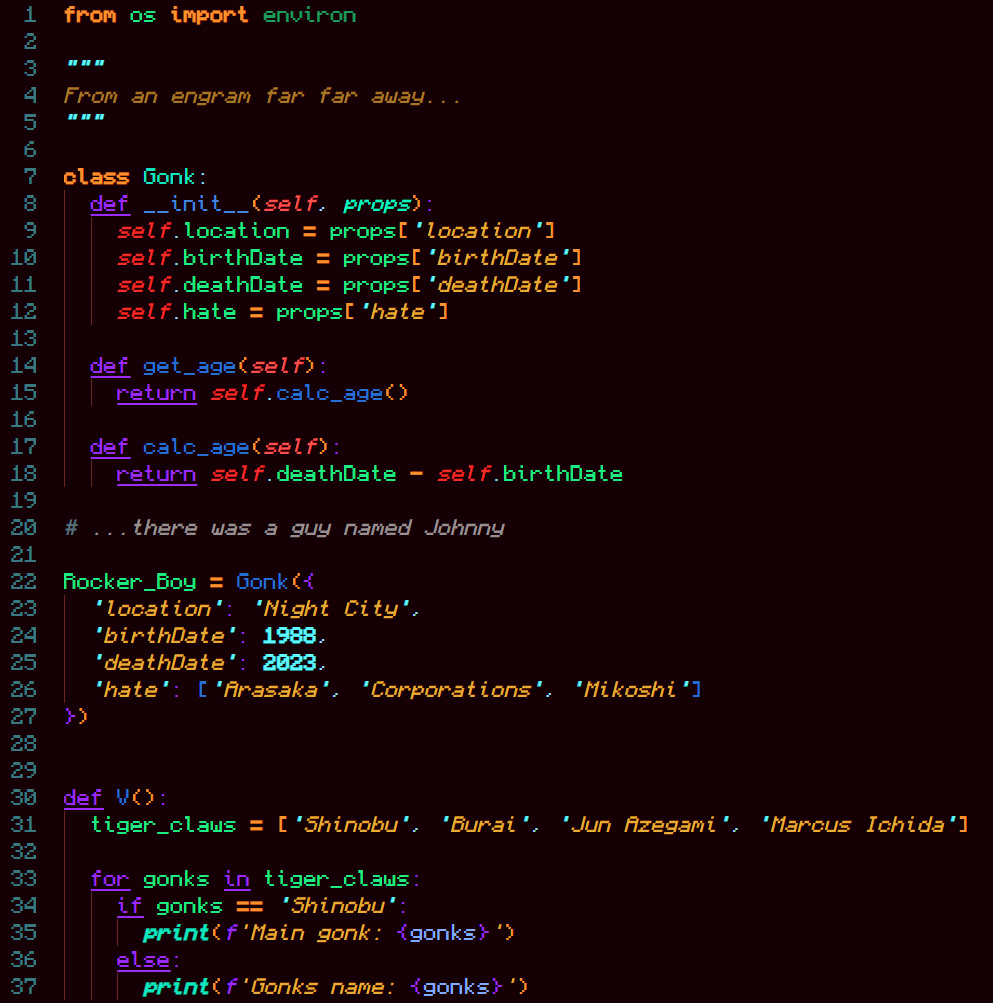 1 from os import environ
2
3 """
4 From an engram far far away...
5 """
6
7 class Gonk:
8   def __init__(self, props):
9     self.location = props['location']
10     self.birthDate = props['birthDate']
11     self.deathDate = props['deathDate']
12     self.hate = props['hate']
13
14   def get_age(self):
15     return self.calc_age()
16
17   def calc_age(self):
18     return self.deathDate - self.birthDate
19
20 # ...there was a guy named Johnny
21
22 Rocker_Boy = Gonk({
23   'location': 'Night City',
24   'birthDate': 1988,
25   'deathDate': 2023,
26   'hate': ['Arasaka', 'Corporations', 'Mikoshi']
27 })
28
29
30 def V():
31   tiger_claws = ['Shinobu', 'Burai', 'Jun Azegami', 'Marcus Ichida']
32
33   for gonks in tiger_claws:
34     if gonks == 'Shinobu':
35       print(f'Main gonk: {gonks}')
36     else:
37       print(f'Gonks name: {gonks}')